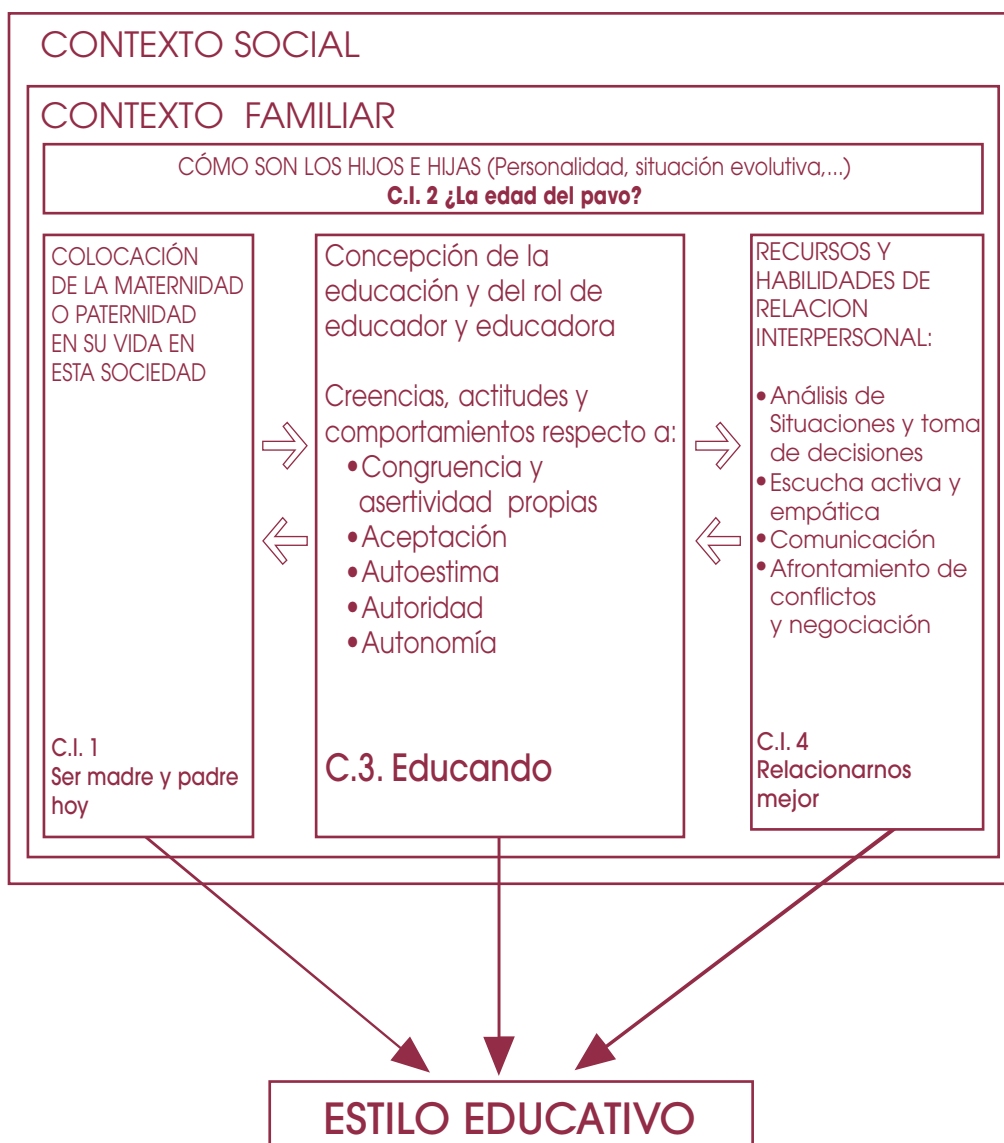 CONTEXTO SOCIAL
CONTEXTO FAMILIAR
CÓMO SON LOS HIJOS E HIJAS (Personalidad, situación evolutiva,...)
C.I. 2 ¿La edad del pavo?
COLOCACIÓN
DE LA MATERNIDAD
O PATERNIDAD
EN SU VIDA EN
ESTA SOCIEDAD
C.I. 1
Ser madre y padre
hoy
Concepción de la
educación y del rol de
educador y educadora
Creencias, actitudes y
comportamientos respecto a:
•Congruencia y
asertividad propias
•Aceptación
•Autoestima
•Autoridad
•Autonomía
C.3. Educando
RECURSOS Y
HABILIDADES DE
RELACION
INTERPERSONAL:
•Análisis de
Situaciones y toma
de decisiones
•Escucha activa y
empática
•Comunicación
•Afrontamiento de
conflictos
y negociación
C.I. 4
Relacionarnos
mejor
ESTILO EDUCATIVO